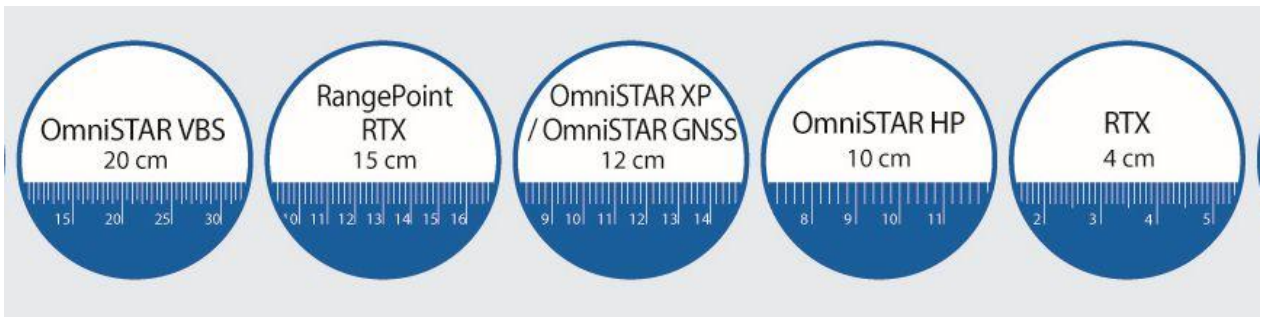 OmniSTAR VBS
20 cm
15 20 25 30
RangePoint
RTX
15 cm
10 11 12 13 14 15 16
OmniSTAR XP
/ OmniSTAR GNSS
12 cm
9 10 11 12 13 14
OmniSTAR HP
10 cm
8 9 10 11
RTX
4 cm
2 3 4 5